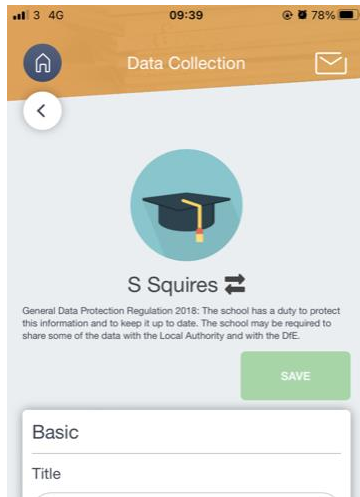 3 4G 09:39 78%
Data Collection
S Squires
General Data Protection Regulation 2018: The school has a duty to protect
this information and to keep it up to date. The school may be required to
share some of the data with the Local Authority and with the DfE.
SAVE
Basic
Title